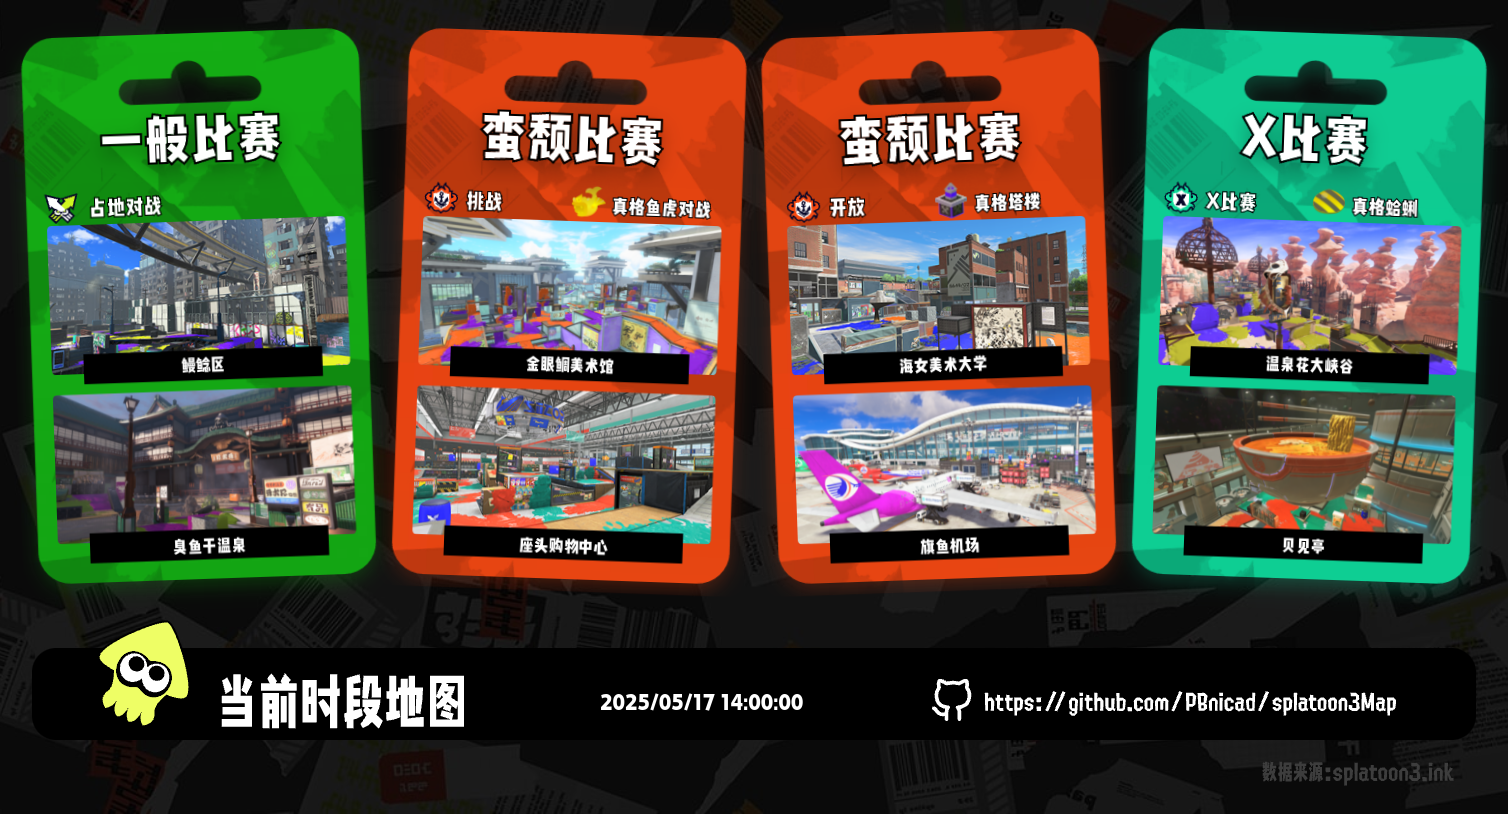 一般比赛
占地对战
鳗鲶区
臭鱼干温泉
蛮颓比赛
挑战
真格鱼虎对战
金眼鲷美术馆
座头购物中心
蛮颓比赛
开放
真格塔楼
海女美术大学
旗鱼机场
X比赛
X比赛
真格蛤蜊
温泉花大峡谷
贝见亭
当前时段地图
2025/05/17 14:00:00
https://github.com/PBnicad/splatoon3Map
数据来源:splatoon3.ink